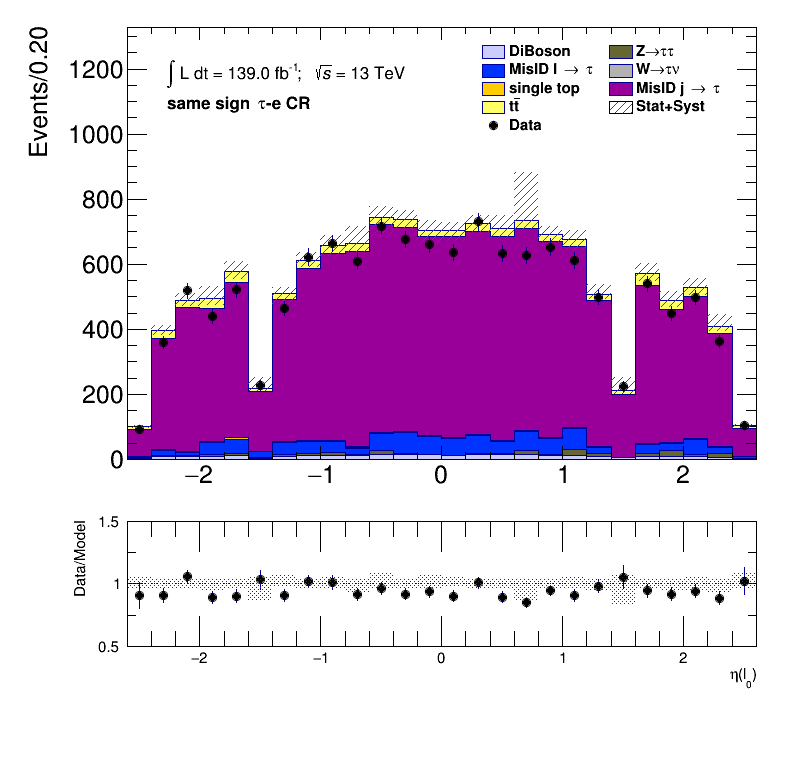 Events/0.20
∫ L dt = 139.0 fb⁻¹; √s = 13 TeV
same sign τ-e CR
DiBoson
MisID l → τ
single top
tt̄
Data
Z→ττ
W→τν
MisID j → τ
Stat+Syst
1200
1000
800
600
400
200
0
−2 −1 0 1 2
Data/Model
1.5
1
0.5
−2 −1 0 1 2
η(l₀)